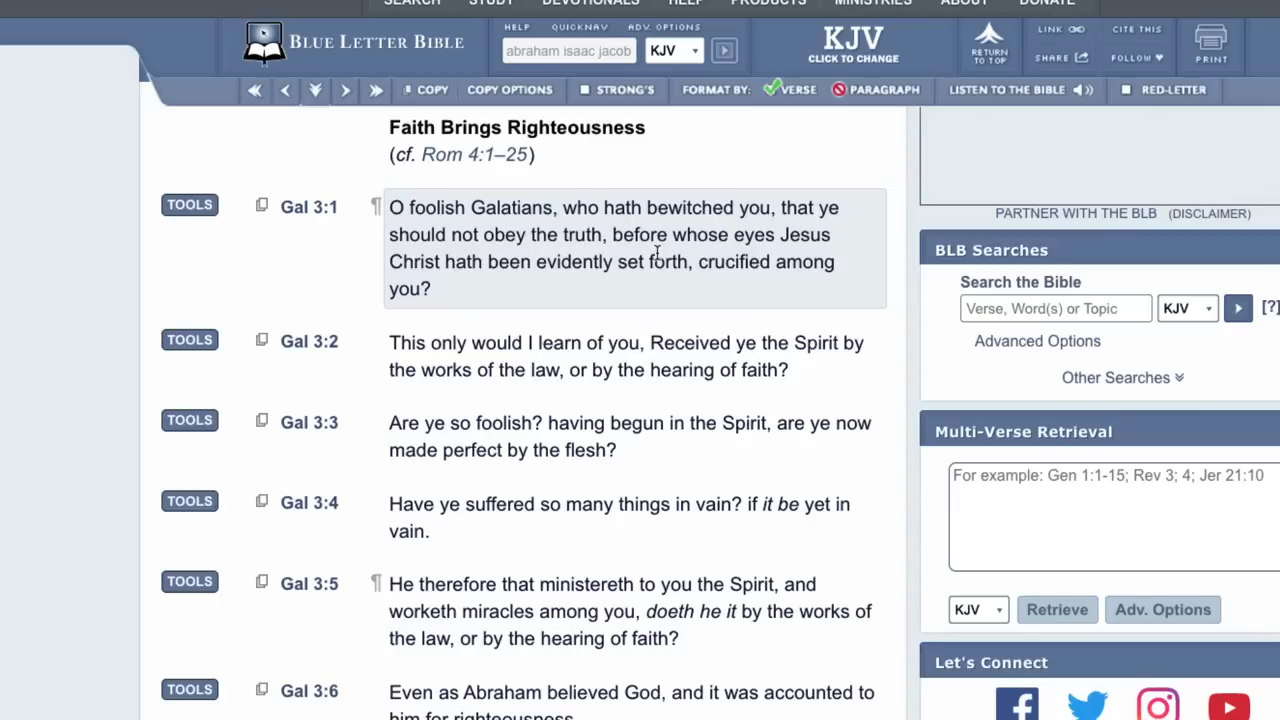 SEARCH STUDY DEVOTIONALS HELP PRODUCTS MINISTRIES ABOUT DONATE
BLUE LETTER BIBLE
HELP QUICKNAV ADV. OPTIONS
abraham isaac jacob KJV
KJV
CLICK TO CHANGE
RETURN
TO TOP
LINK CITE THIS
SHARE FOLLOW
PRINT
COPY COPY OPTIONS STRONG'S FORMAT BY: VERSE PARAGRAPH LISTEN TO THE BIBLE RED-LETTER
Faith Brings Righteousness
(cf. Rom 4:1–25)
TOOLS Gal 3:1 ¶ O foolish Galatians, who hath bewitched you, that ye
should not obey the truth, before whose eyes Jesus
Christ hath been evidently set forth, crucified among
you?
TOOLS Gal 3:2 This only would I learn of you, Received ye the Spirit by
the works of the law, or by the hearing of faith?
TOOLS Gal 3:3 Are ye so foolish? having begun in the Spirit, are ye now
made perfect by the flesh?
TOOLS Gal 3:4 Have ye suffered so many things in vain? if it be yet in
vain.
TOOLS Gal 3:5 ¶ He therefore that ministereth to you the Spirit, and
worketh miracles among you, doeth he it by the works of
the law, or by the hearing of faith?
TOOLS Gal 3:6 Even as Abraham believed God, and it was accounted to
him for righteousness.
PARTNER WITH THE BLB (DISCLAIMER)
BLB Searches
Search the Bible
Verse, Word(s) or Topic KJV [?]
Advanced Options
Other Searches
Multi-Verse Retrieval
For example: Gen 1:1-15; Rev 3; 4; Jer 21:10
KJV Retrieve Adv. Options
Let's Connect